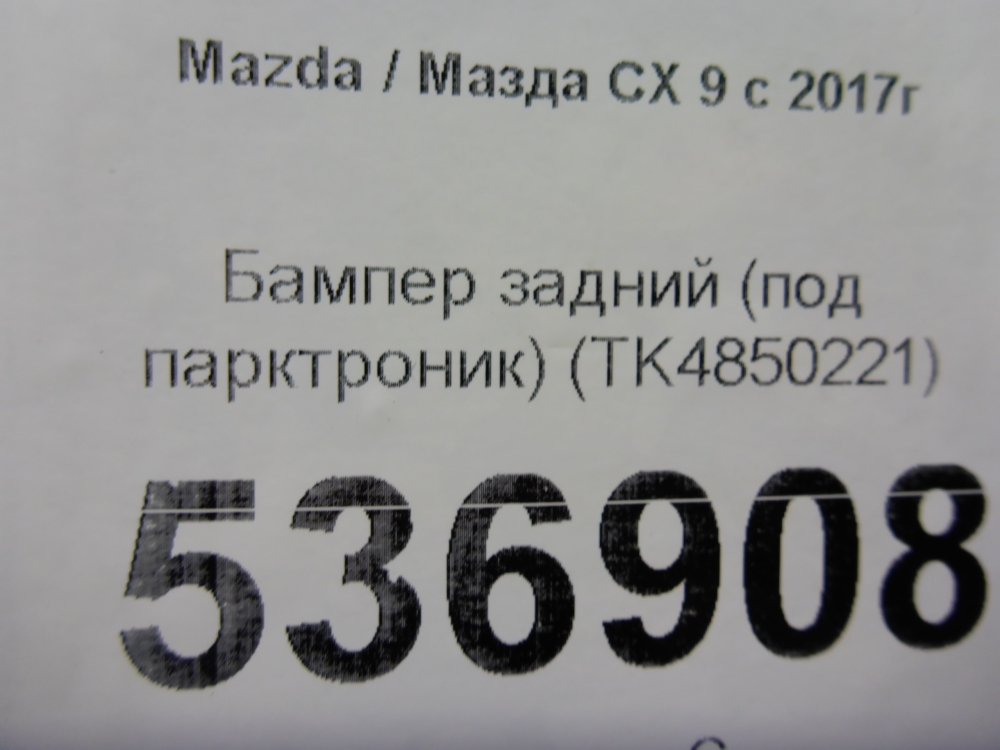 Mazda / Мазда CX 9 с 2017г
Бампер задний (под
парктроник) (TK4850221)
536908